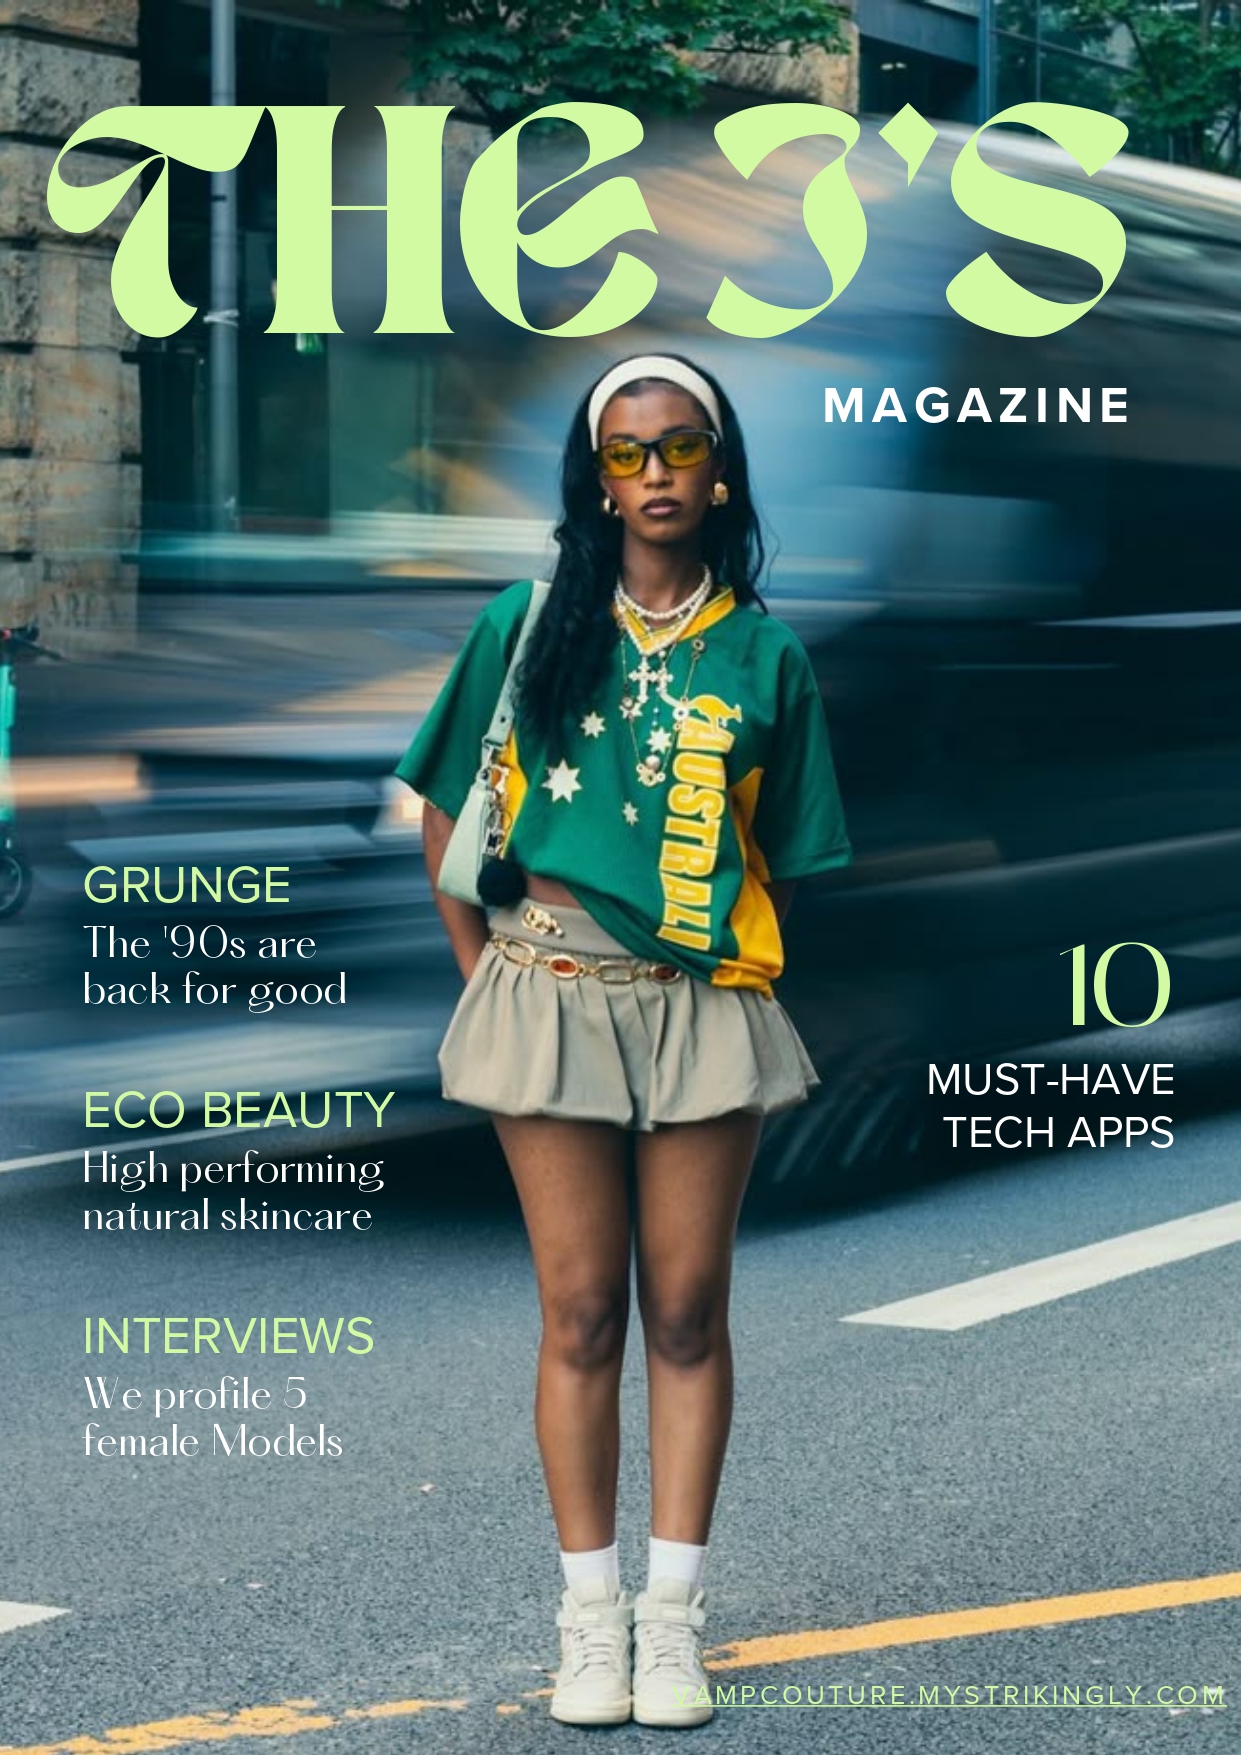 THE J'S
MAGAZINE
AUSTRALI
GRUNGE
The '90s are
back for good
10
MUST-HAVE
TECH APPS
ECO BEAUTY
High performing
natural skincare
INTERVIEWS
We profile 5
female Models
VAMPCOUTURE.MYSTRIKINGLY.COM